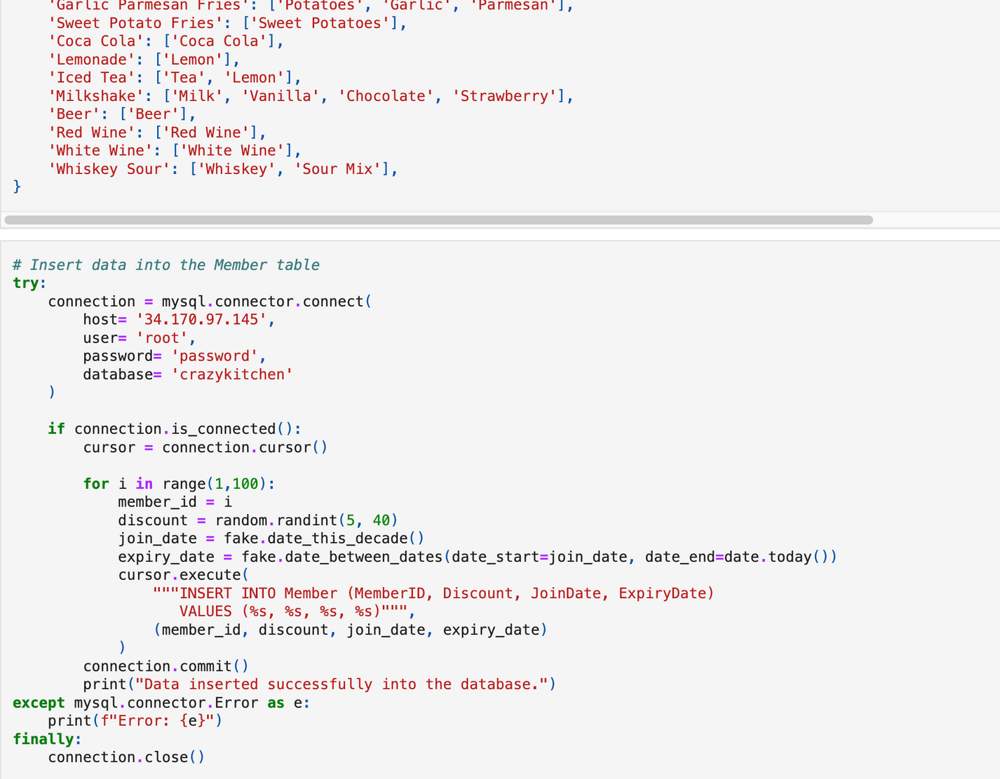 'Garlic Parmesan Fries': ['Potatoes', 'Garlic', 'Parmesan'],
    'Sweet Potato Fries': ['Sweet Potatoes'],
    'Coca Cola': ['Coca Cola'],
    'Lemonade': ['Lemon'],
    'Iced Tea': ['Tea', 'Lemon'],
    'Milkshake': ['Milk', 'Vanilla', 'Chocolate', 'Strawberry'],
    'Beer': ['Beer'],
    'Red Wine': ['Red Wine'],
    'White Wine': ['White Wine'],
    'Whiskey Sour': ['Whiskey', 'Sour Mix'],
}
# Insert data into the Member table
try:
    connection = mysql.connector.connect(
        host= '34.170.97.145',
        user= 'root',
        password= 'password',
        database= 'crazykitchen'
    )
    if connection.is_connected():
        cursor = connection.cursor()
        for i in range(1,100):
            member_id = i
            discount = random.randint(5, 40)
            join_date = fake.date_this_decade()
            expiry_date = fake.date_between_dates(date_start=join_date, date_end=date.today())
            cursor.execute(
                """INSERT INTO Member (MemberID, Discount, JoinDate, ExpiryDate)
                   VALUES (%s, %s, %s, %s)""",
                (member_id, discount, join_date, expiry_date)
            )
        connection.commit()
        print("Data inserted successfully into the database.")
except mysql.connector.Error as e:
    print(f"Error: {e}")
finally:
    connection.close()